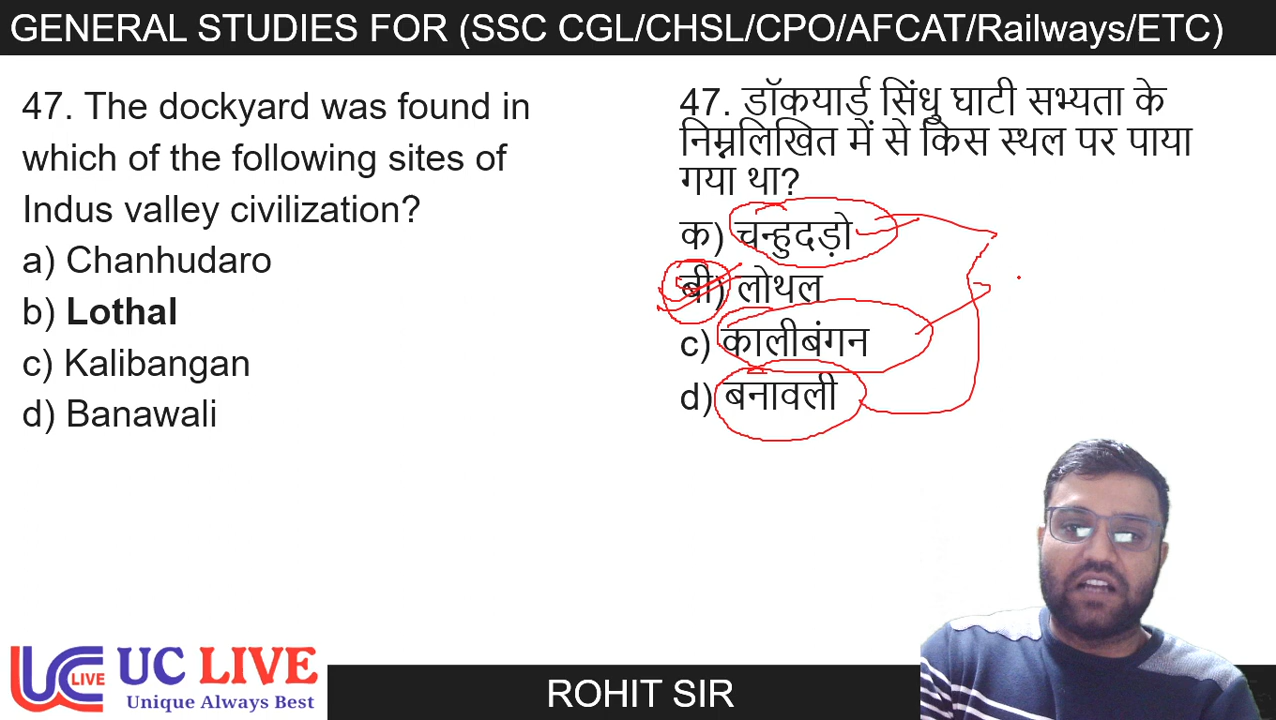 GENERAL STUDIES FOR (SSC CGL/CHSL/CPO/AFCAT/Railways/ETC)
47. The dockyard was found in
which of the following sites of
Indus valley civilization?
a) Chanhudaro
b) Lothal
c) Kalibangan
d) Banawali
47. डॉकयार्ड सिंधु घाटी सभ्यता के
निम्नलिखित में से किस स्थल पर पाया
गया था?
क) चन्हुदड़ो
बी) लोथल
c) कालीबंगन
d) बनावली
UC LIVE
LIVE
Unique Always Best
ROHIT SIR